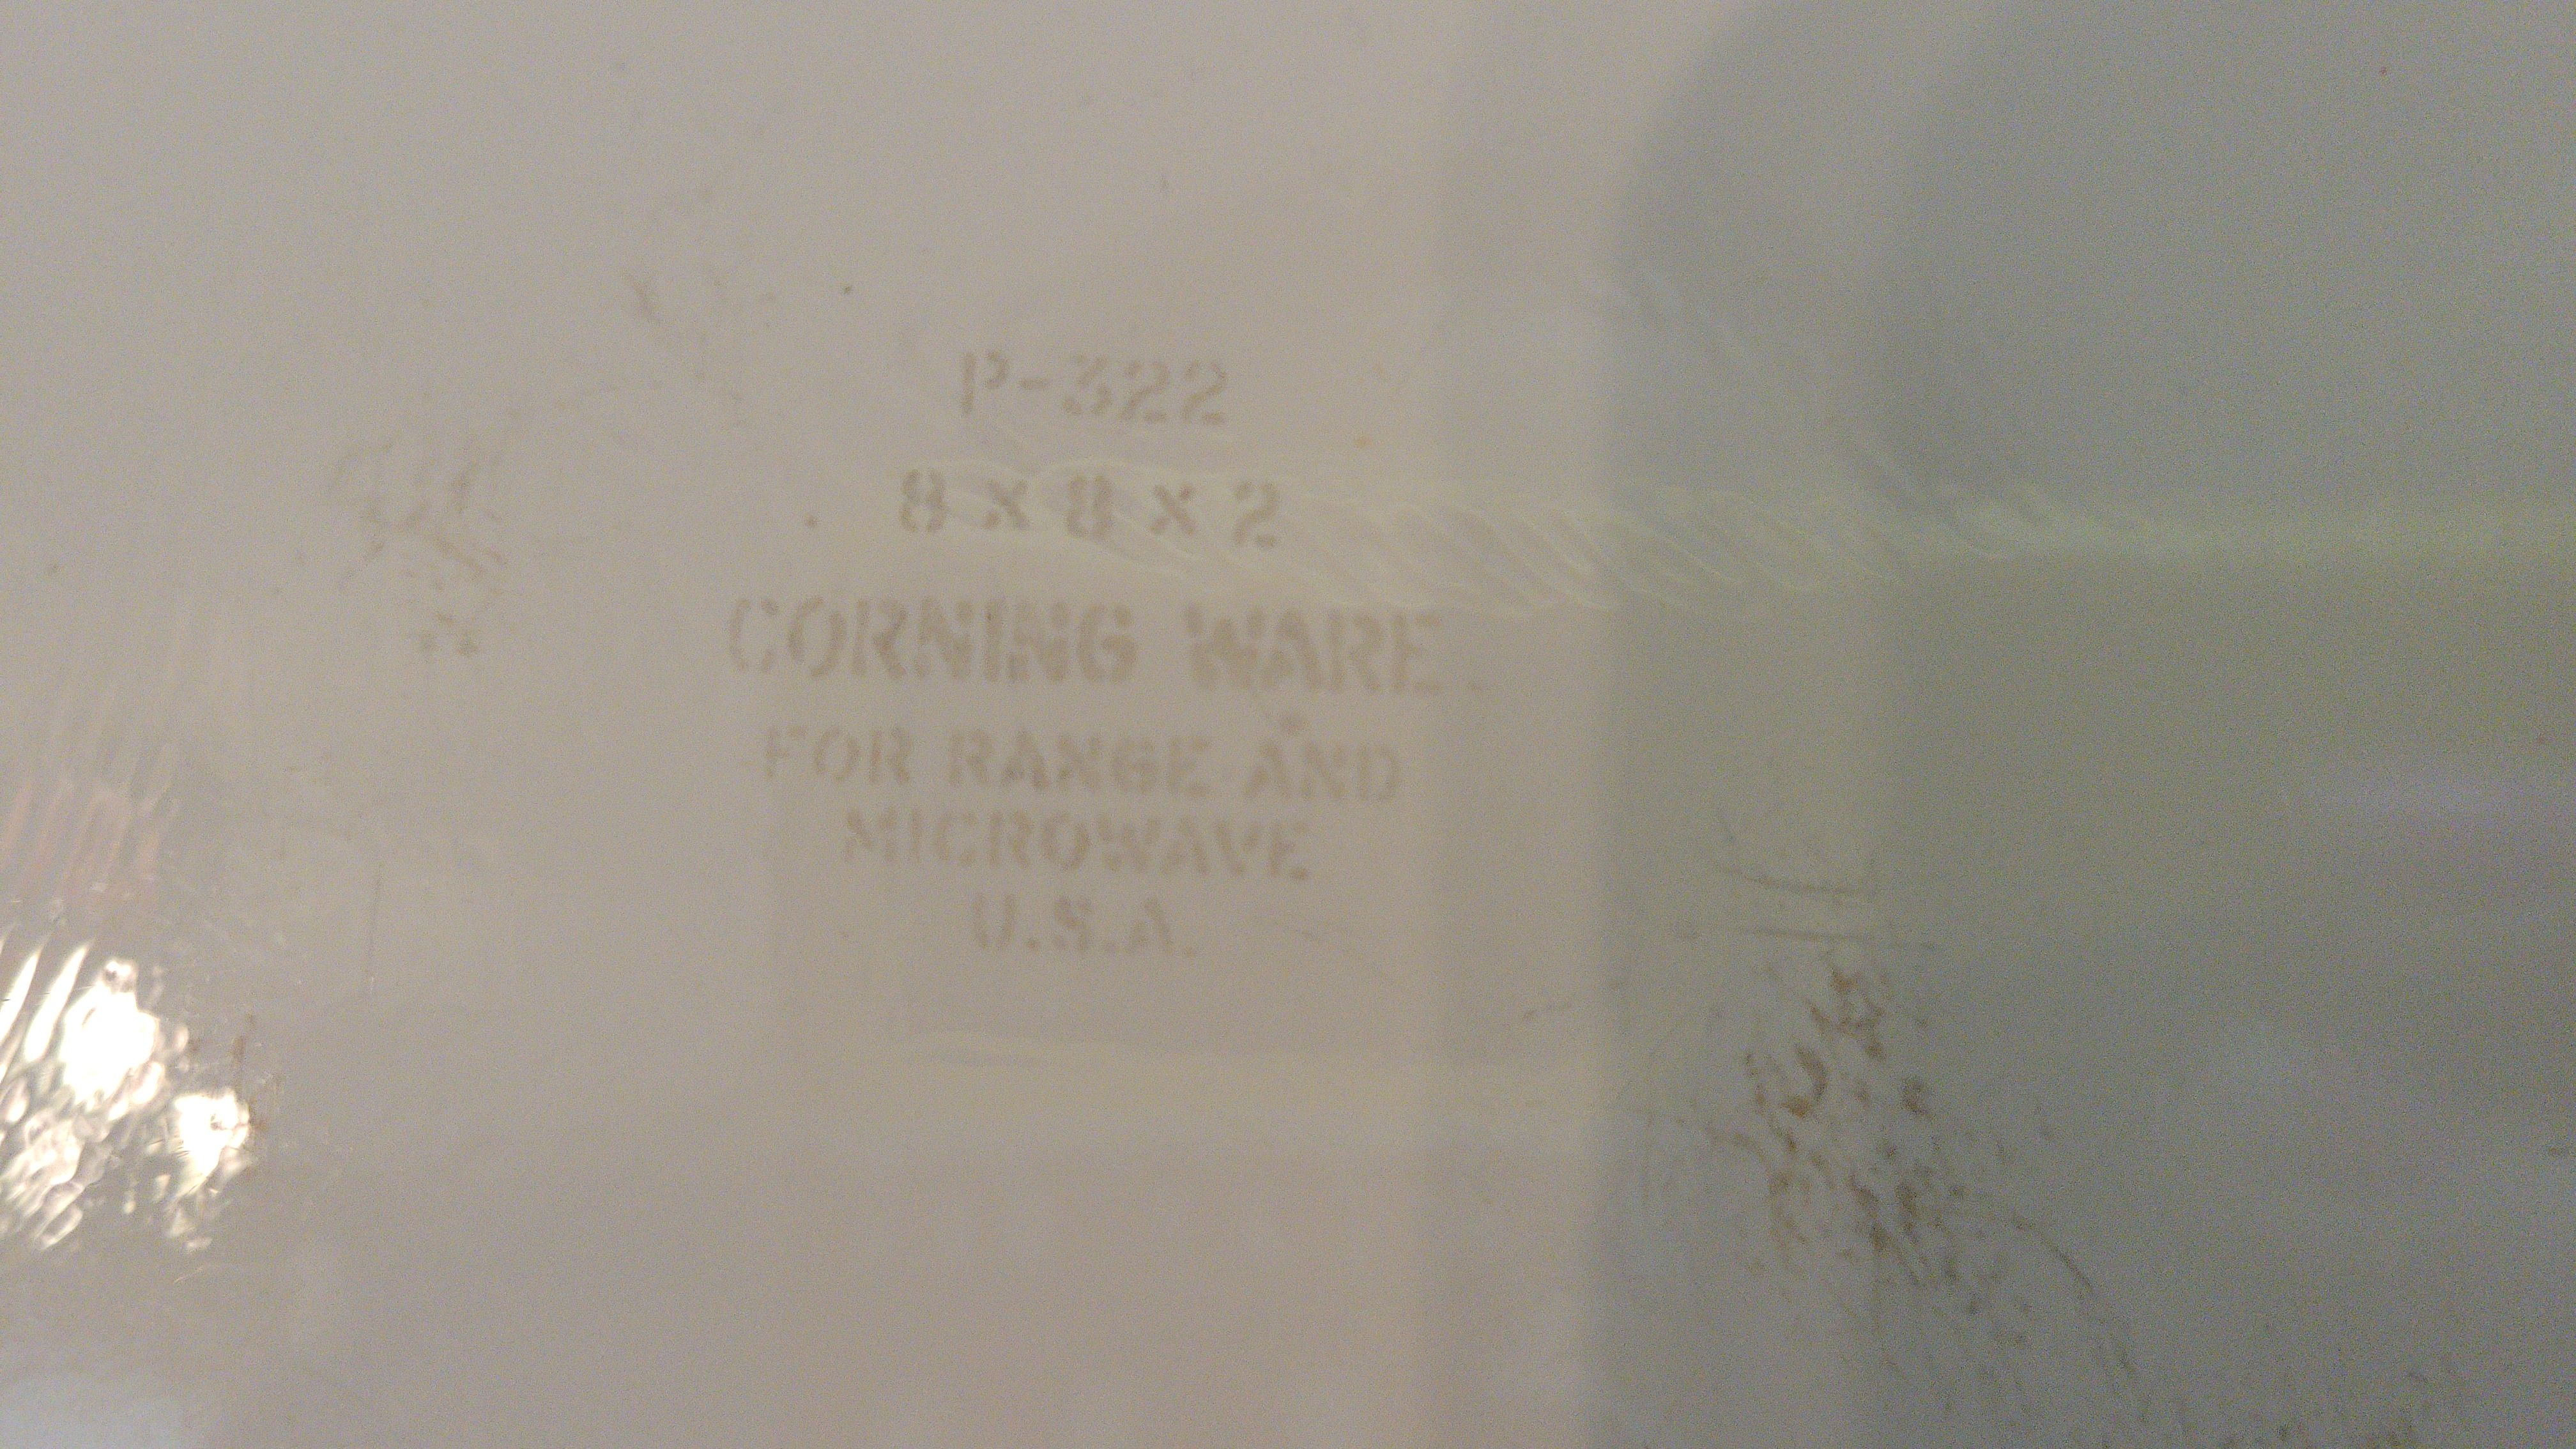 P-322
8 x 8 x 2
CORNING WARE.
FOR RANGE AND
MICROWAVE
U.S.A.